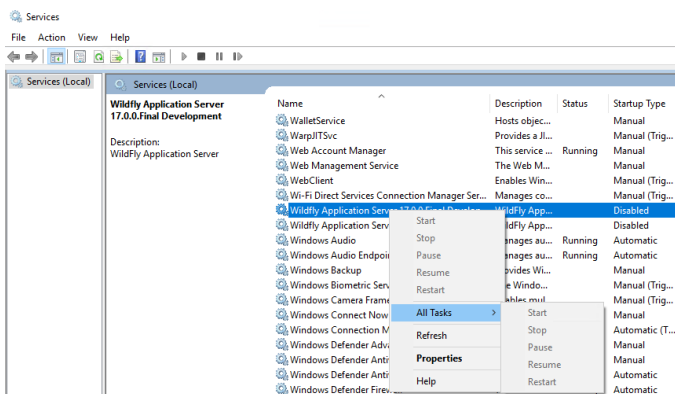 Services
File Action View Help
Services (Local)
Services (Local)
Wildfly Application Server
17.0.0.Final Development
Description:
WildFly Application Server
Name Description Status Startup Type
WalletService Hosts objec... Manual
WarpJITSvc Provides a JI... Manual (Trig...
Web Account Manager This service ... Running Manual
Web Management Service The Web M... Manual
WebClient Enables Win... Manual (Trig...
Wi-Fi Direct Services Connection Manager Ser... Manages co... Manual (Trig...
Wildfly Application Server 17.0.0.Final Develop... WildFly App... Disabled
Wildfly Application Serv ldFly App... Disabled
Windows Audio anages au... Running Automatic
Windows Audio Endpoi anages au... Running Automatic
Windows Backup ovides Wi... Manual
Windows Biometric Serv e Windo... Manual (Trig...
Windows Camera Frame ables mul Manual (Trig...
Windows Connect Now Manual
Windows Connection M Automatic (T...
Windows Defender Adva Manual
Windows Defender Anti Manual
Windows Defender Anti Automatic
Windows Defender Firew Automatic
Start
Stop
Pause
Resume
Restart
All Tasks
Refresh
Properties
Help
Start
Stop
Pause
Resume
Restart